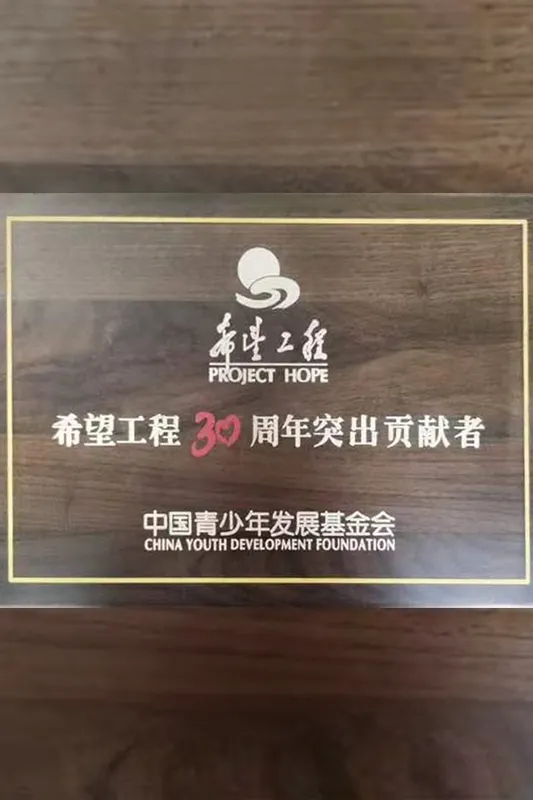 希望工程
PROJECT HOPE
希望工程30周年突出贡献者
中国青少年发展基金会
CHINA YOUTH DEVELOPMENT FOUNDATION